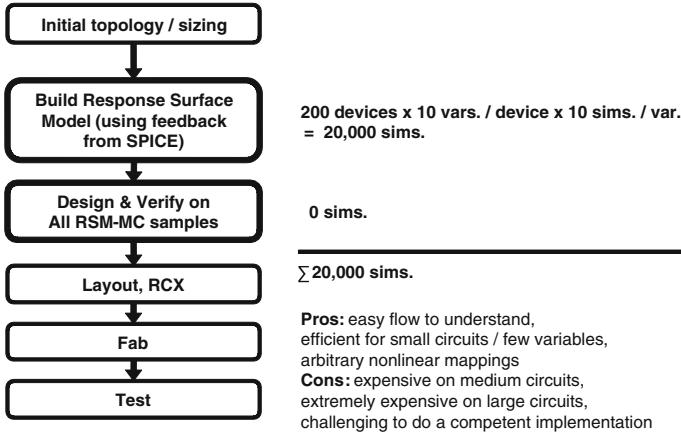 Initial topology / sizing
Build Response Surface
Model (using feedback
from SPICE)
200 devices x 10 vars. / device x 10 sims. / var.
= 20,000 sims.
Design & Verify on
All RSM-MC samples
0 sims.
∑ 20,000 sims.
Layout, RCX
Fab
Test
Pros: easy flow to understand,
efficient for small circuits / few variables,
arbitrary nonlinear mappings
Cons: expensive on medium circuits,
extremely expensive on large circuits,
challenging to do a competent implementation